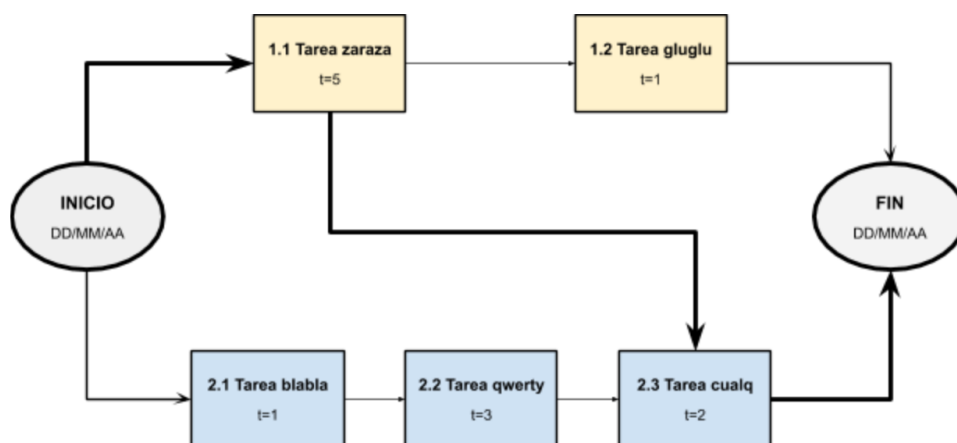 1.1 Tarea zaraza
t=5
1.2 Tarea gluglu
t=1
INICIO
DD/MM/AA
FIN
DD/MM/AA
2.1 Tarea blabla
t=1
2.2 Tarea qwerty
t=3
2.3 Tarea cualq
t=2